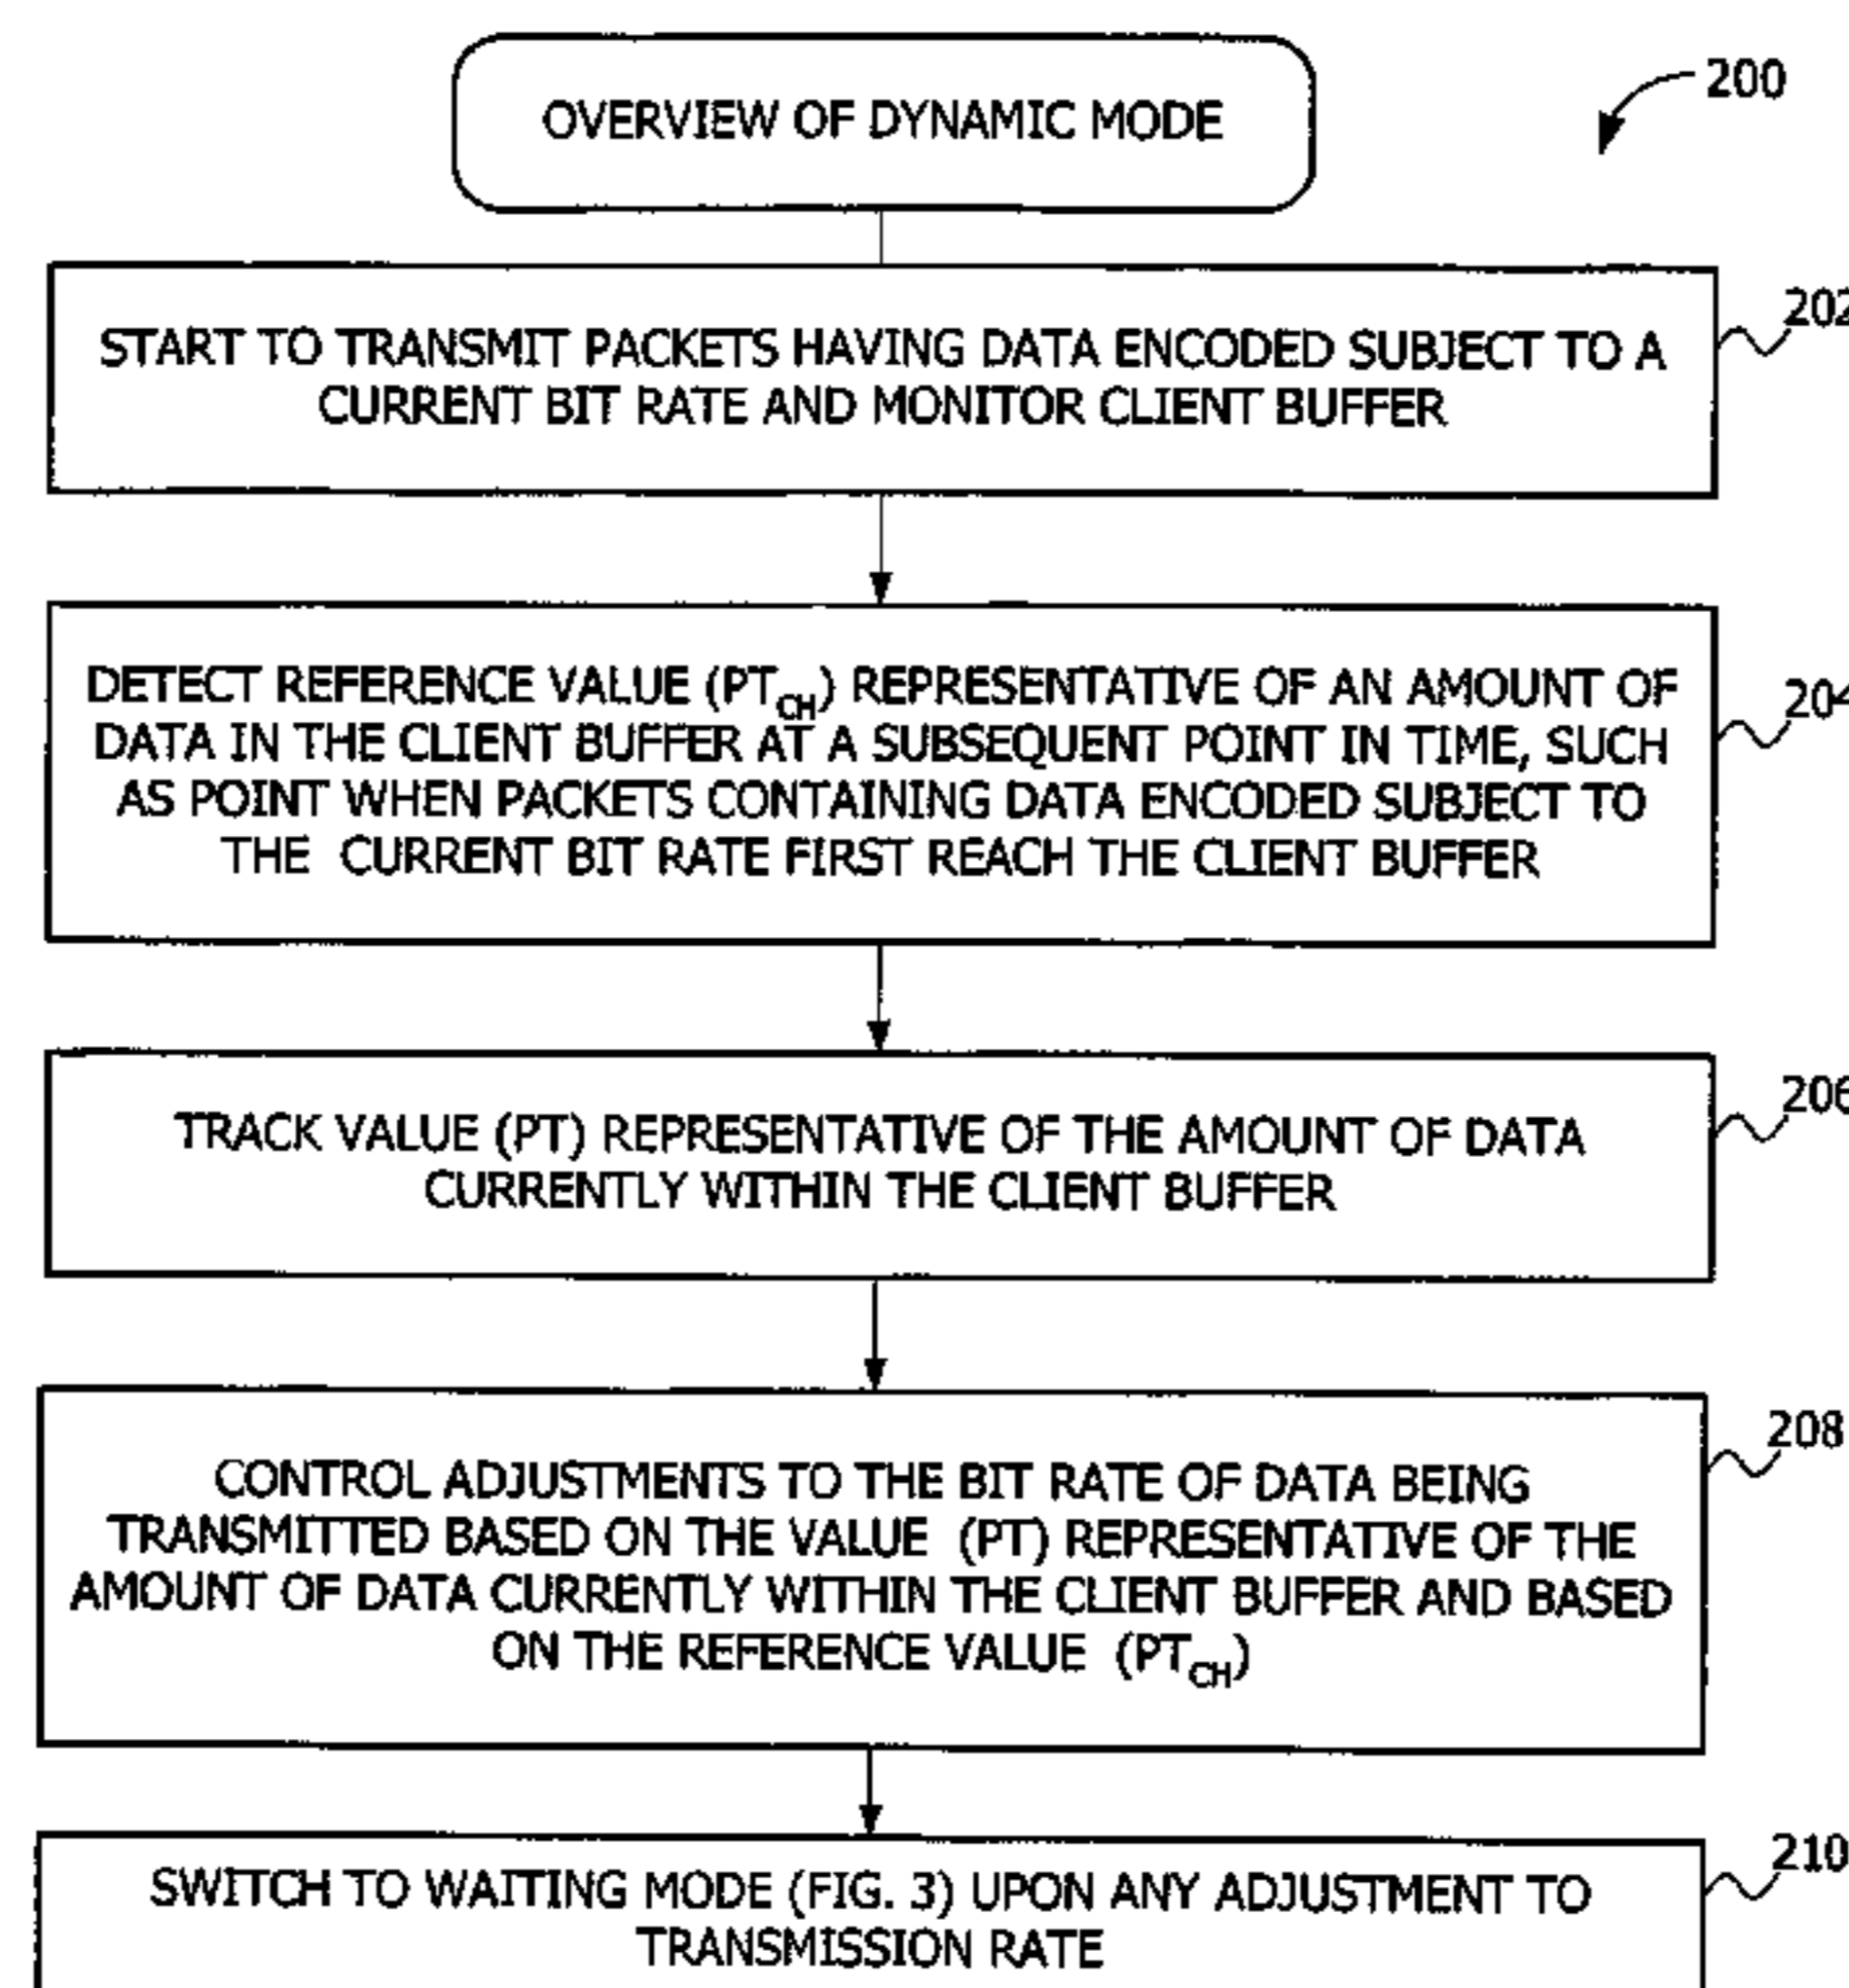 OVERVIEW OF DYNAMIC MODE
200
START TO TRANSMIT PACKETS HAVING DATA ENCODED SUBJECT TO A
CURRENT BIT RATE AND MONITOR CLIENT BUFFER
202
DETECT REFERENCE VALUE (PT_CH) REPRESENTATIVE OF AN AMOUNT OF
DATA IN THE CLIENT BUFFER AT A SUBSEQUENT POINT IN TIME, SUCH
AS POINT WHEN PACKETS CONTAINING DATA ENCODED SUBJECT TO
THE CURRENT BIT RATE FIRST REACH THE CLIENT BUFFER
204
TRACK VALUE (PT) REPRESENTATIVE OF THE AMOUNT OF DATA
CURRENTLY WITHIN THE CLIENT BUFFER
206
CONTROL ADJUSTMENTS TO THE BIT RATE OF DATA BEING
TRANSMITTED BASED ON THE VALUE (PT) REPRESENTATIVE OF THE
AMOUNT OF DATA CURRENTLY WITHIN THE CLIENT BUFFER AND BASED
ON THE REFERENCE VALUE (PT_CH)
208
SWITCH TO WAITING MODE (FIG. 3) UPON ANY ADJUSTMENT TO
TRANSMISSION RATE
210